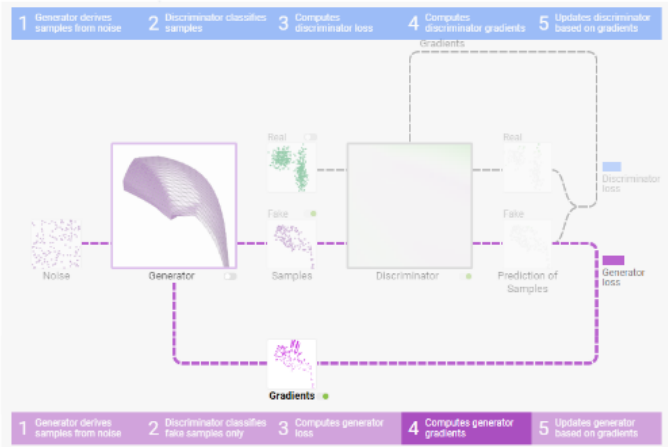 1 Generator derives samples from noise
2 Discriminator classifies samples
3 Computes discriminator loss
4 Computes discriminator gradients
5 Updates discriminator based on gradients
Gradients
Real
Real
Discriminator loss
Fake
Fake
Noise
Generator
Samples
Discriminator
Prediction of Samples
Generator loss
Gradients
1 Generator derives samples from noise
2 Discriminator classifies fake samples only
3 Computes generator loss
4 Computes generator gradients
5 Updates generator based on gradients